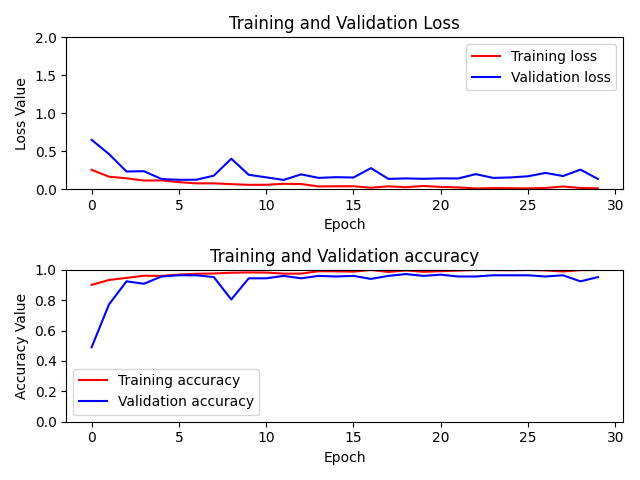 Training and Validation Loss
2.0
1.5
1.0
0.5
0.0
Loss Value
Training loss
Validation loss
0 5 10 15 20 25 30
Epoch
Training and Validation accuracy
1.0
0.8
0.6
0.4
0.2
0.0
Accuracy Value
Training accuracy
Validation accuracy
0 5 10 15 20 25 30
Epoch